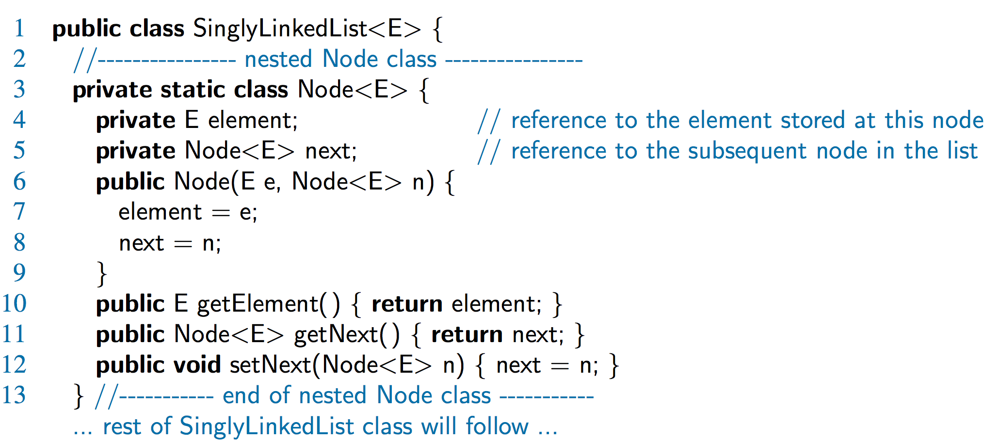 1 public class SinglyLinkedList<E> {
2 //---------------- nested Node class ----------------
3 private static class Node<E> {
4 private E element; // reference to the element stored at this node
5 private Node<E> next; // reference to the subsequent node in the list
6 public Node(E e, Node<E> n) {
7 element = e;
8 next = n;
9 }
10 public E getElement( ) { return element; }
11 public Node<E> getNext( ) { return next; }
12 public void setNext(Node<E> n) { next = n; }
13 } //----------- end of nested Node class -----------
... rest of SinglyLinkedList class will follow ...